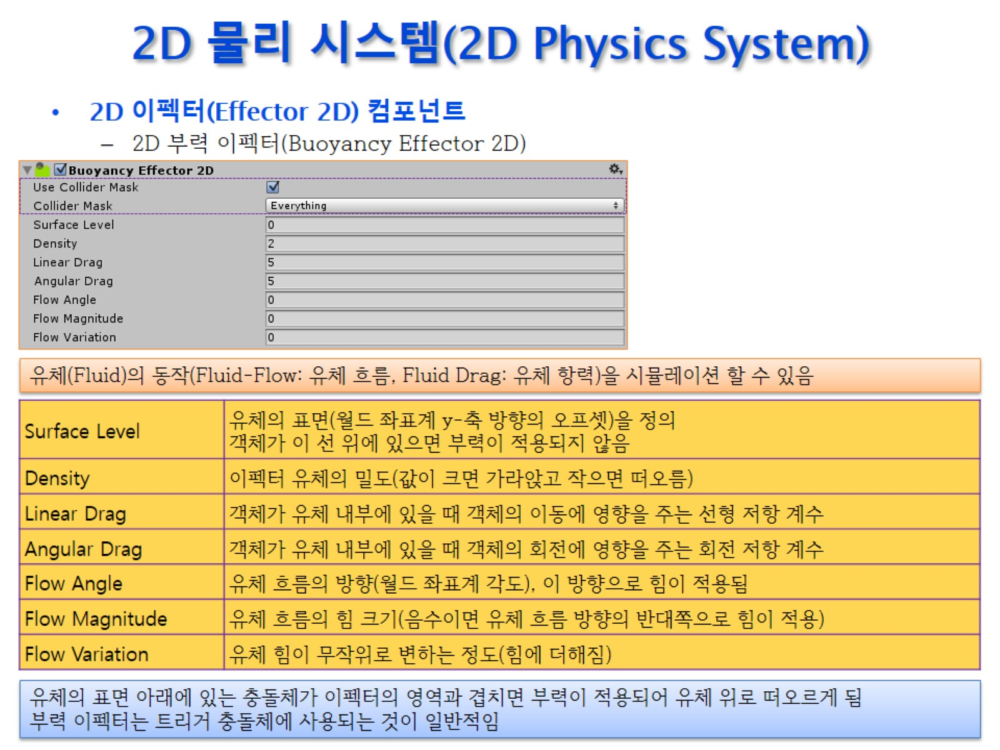 2D 물리 시스템(2D Physics System)
• 2D 이펙터(Effector 2D) 컴포넌트
– 2D 부력 이펙터(Buoyancy Effector 2D)
Buoyancy Effector 2D
Use Collider Mask
Collider Mask Everything
Surface Level 0
Density 2
Linear Drag 5
Angular Drag 5
Flow Angle 0
Flow Magnitude 0
Flow Variation 0
유체(Fluid)의 동작(Fluid-Flow: 유체 흐름, Fluid Drag: 유체 항력)을 시뮬레이션 할 수 있음
Surface Level 유체의 표면(월드 좌표계 y-축 방향의 오프셋)을 정의
객체가 이 선 위에 있으면 부력이 적용되지 않음
Density 이펙터 유체의 밀도(값이 크면 가라앉고 작으면 떠오름)
Linear Drag 객체가 유체 내부에 있을 때 객체의 이동에 영향을 주는 선형 저항 계수
Angular Drag 객체가 유체 내부에 있을 때 객체의 회전에 영향을 주는 회전 저항 계수
Flow Angle 유체 흐름의 방향(월드 좌표계 각도), 이 방향으로 힘이 적용됨
Flow Magnitude 유체 흐름의 힘 크기(음수이면 유체 흐름 방향의 반대쪽으로 힘이 적용)
Flow Variation 유체 힘이 무작위로 변하는 정도(힘에 더해짐)
유체의 표면 아래에 있는 충돌체가 이펙터의 영역과 겹치면 부력이 적용되어 유체 위로 떠오르게 됨
부력 이펙터는 트리거 충돌체에 사용되는 것이 일반적임